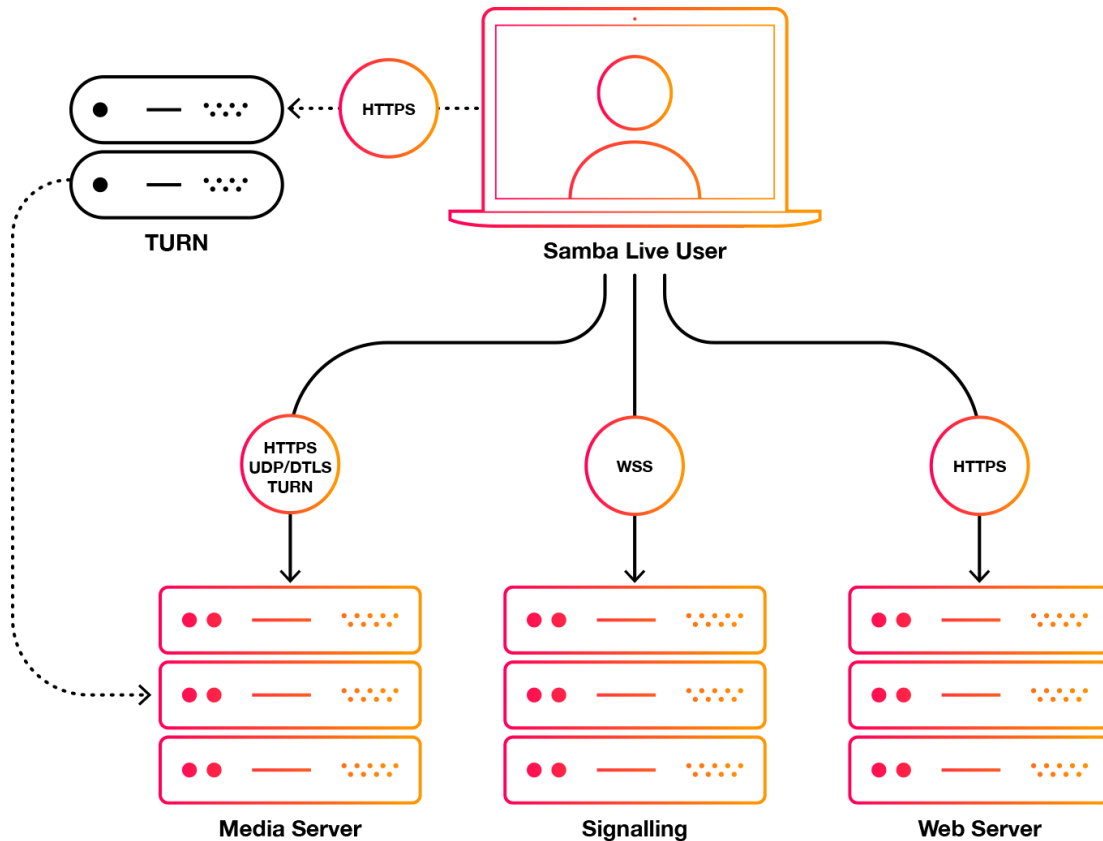 HTTPS
TURN
Samba Live User
HTTPS
UDP/DTLS
TURN
WSS
HTTPS
Media Server
Signalling
Web Server